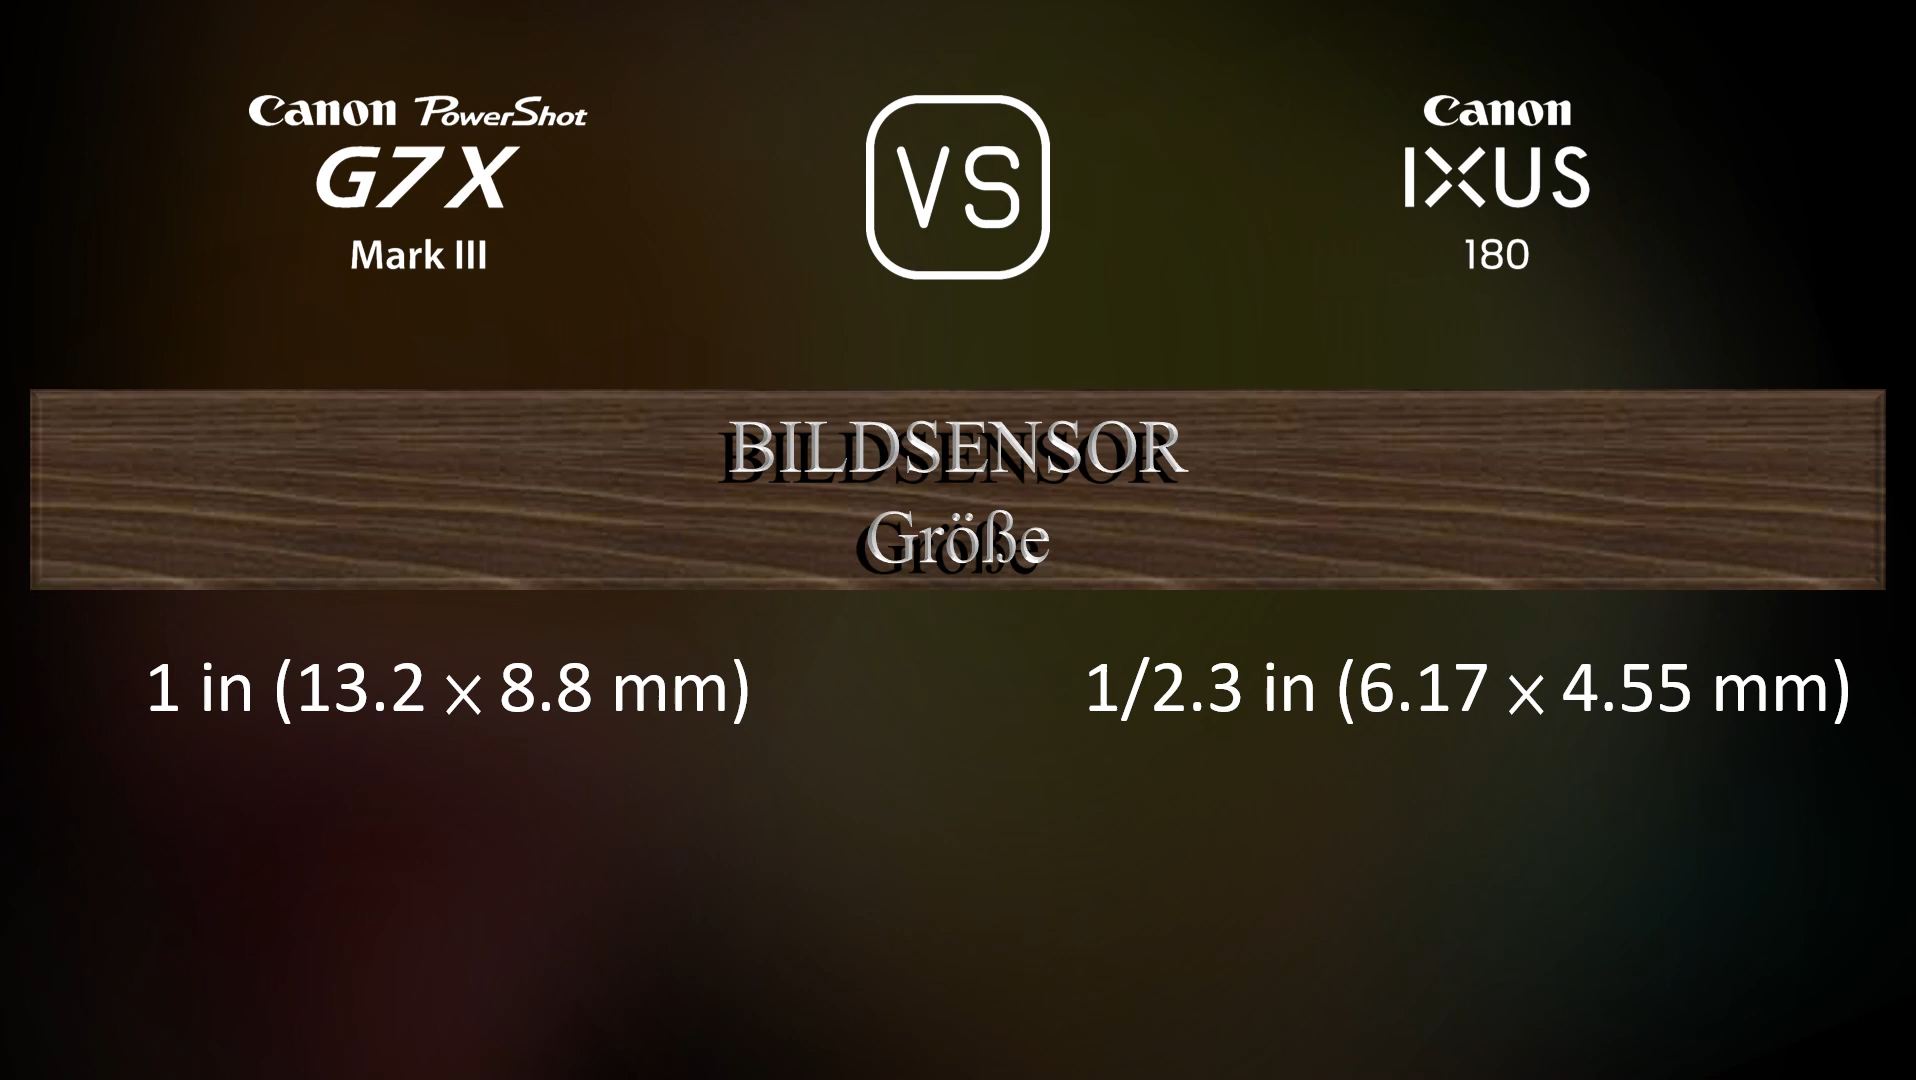 Canon PowerShot
G7 X
Mark III
VS
Canon
IXUS
180
BILDSENSOR
Größe
1 in (13.2 x 8.8 mm)
1/2.3 in (6.17 x 4.55 mm)